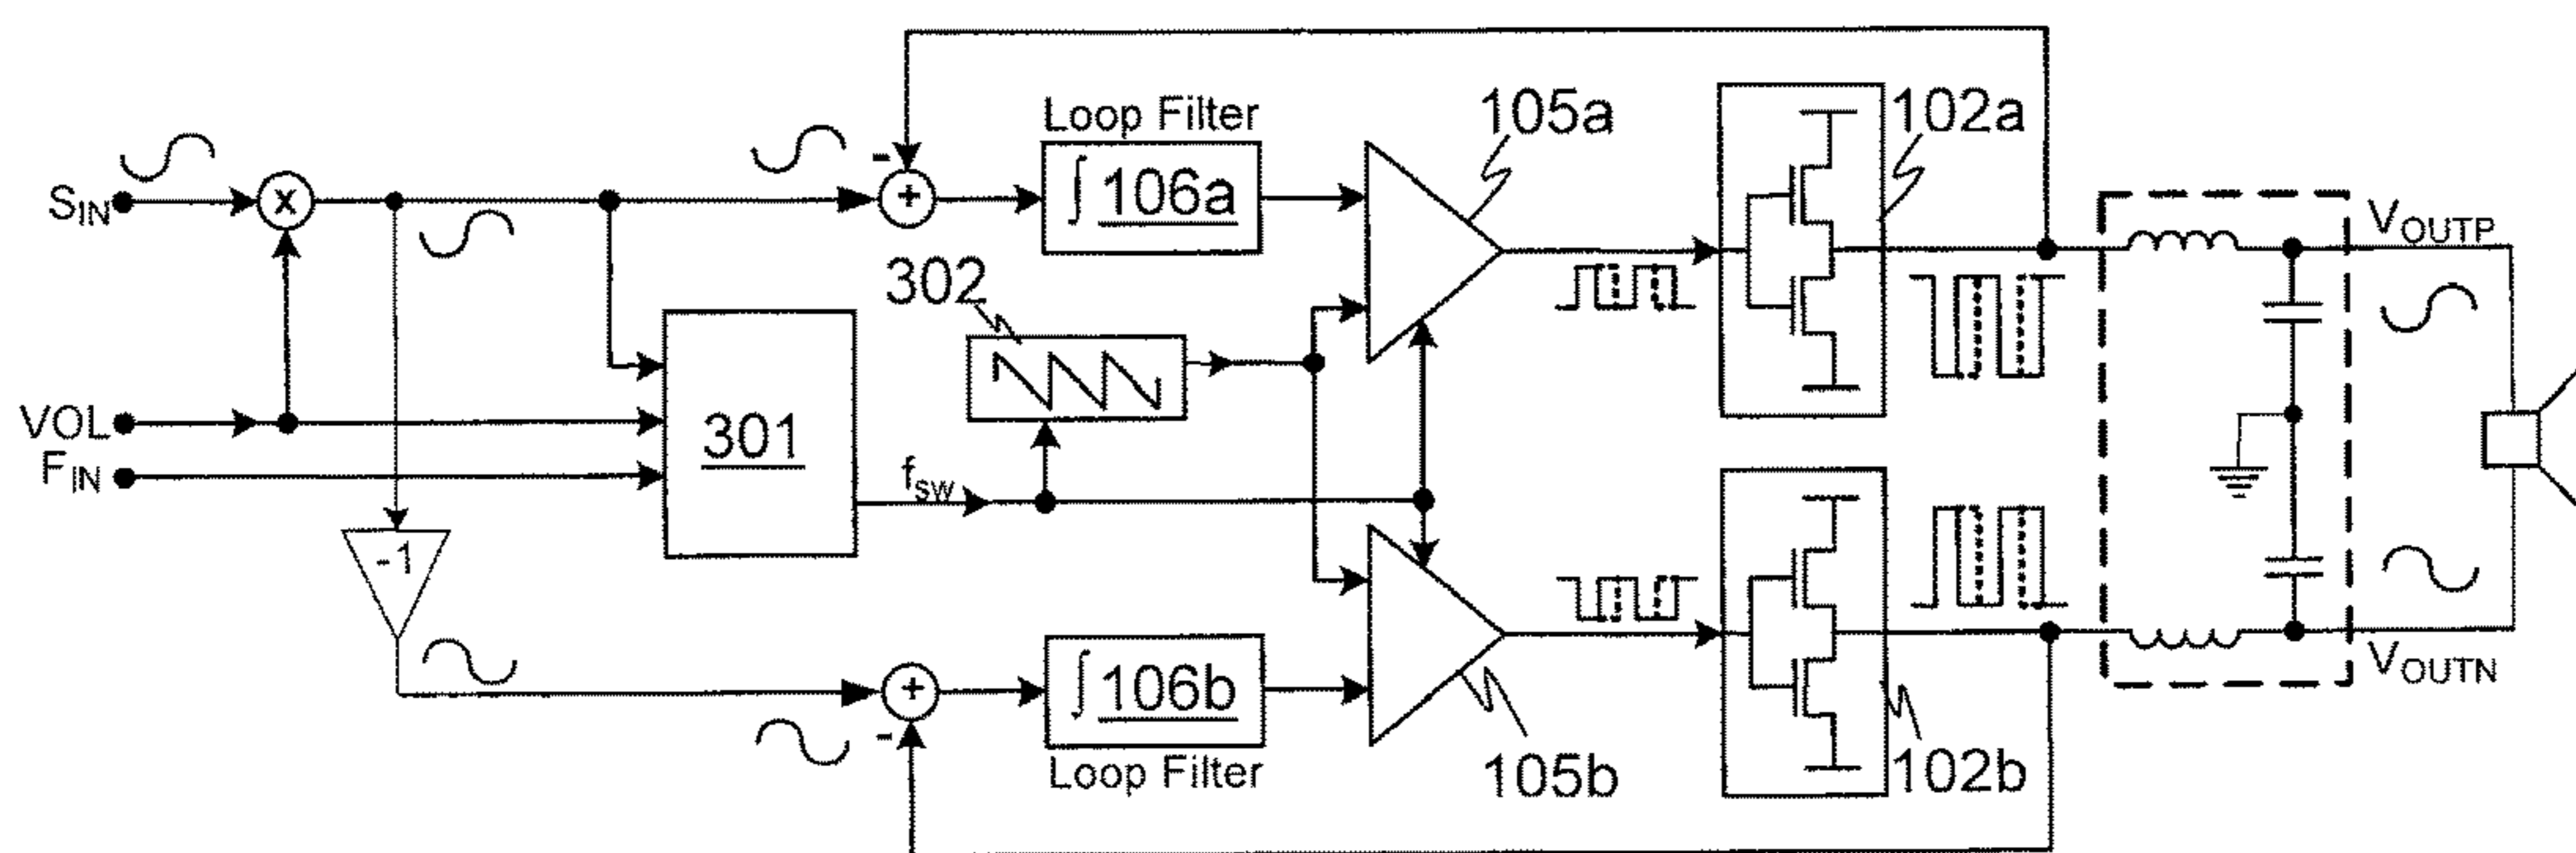 Loop Filter
105a
102a
S_IN
x
-
+
∫ 106a
V_OUTP
302
VOL
301
F_IN
f_sw
-1
+
-
∫ 106b
Loop Filter
105b
102b
V_OUTN